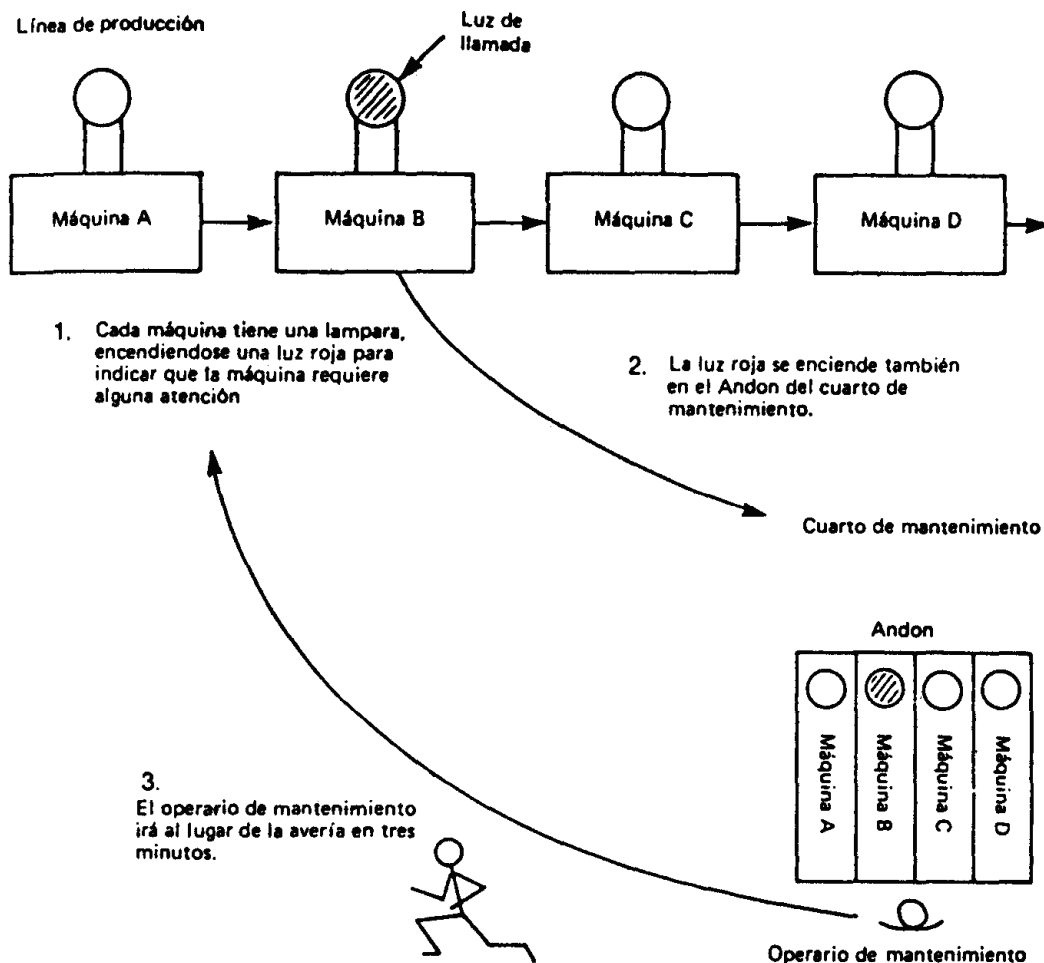 Línea de producción
Luz de
llamada
Máquina A
Máquina B
Máquina C
Máquina D
1. Cada máquina tiene una lampara,
encendiendose una luz roja para
indicar que la máquina requiere
alguna atención
2. La luz roja se enciende también
en el Andon del cuarto de
mantenimiento.
Cuarto de mantenimiento
Andon
Máquina A
Máquina B
Máquina C
Máquina D
3.
El operario de mantenimiento
irá al lugar de la avería en tres
minutos.
Operario de mantenimiento